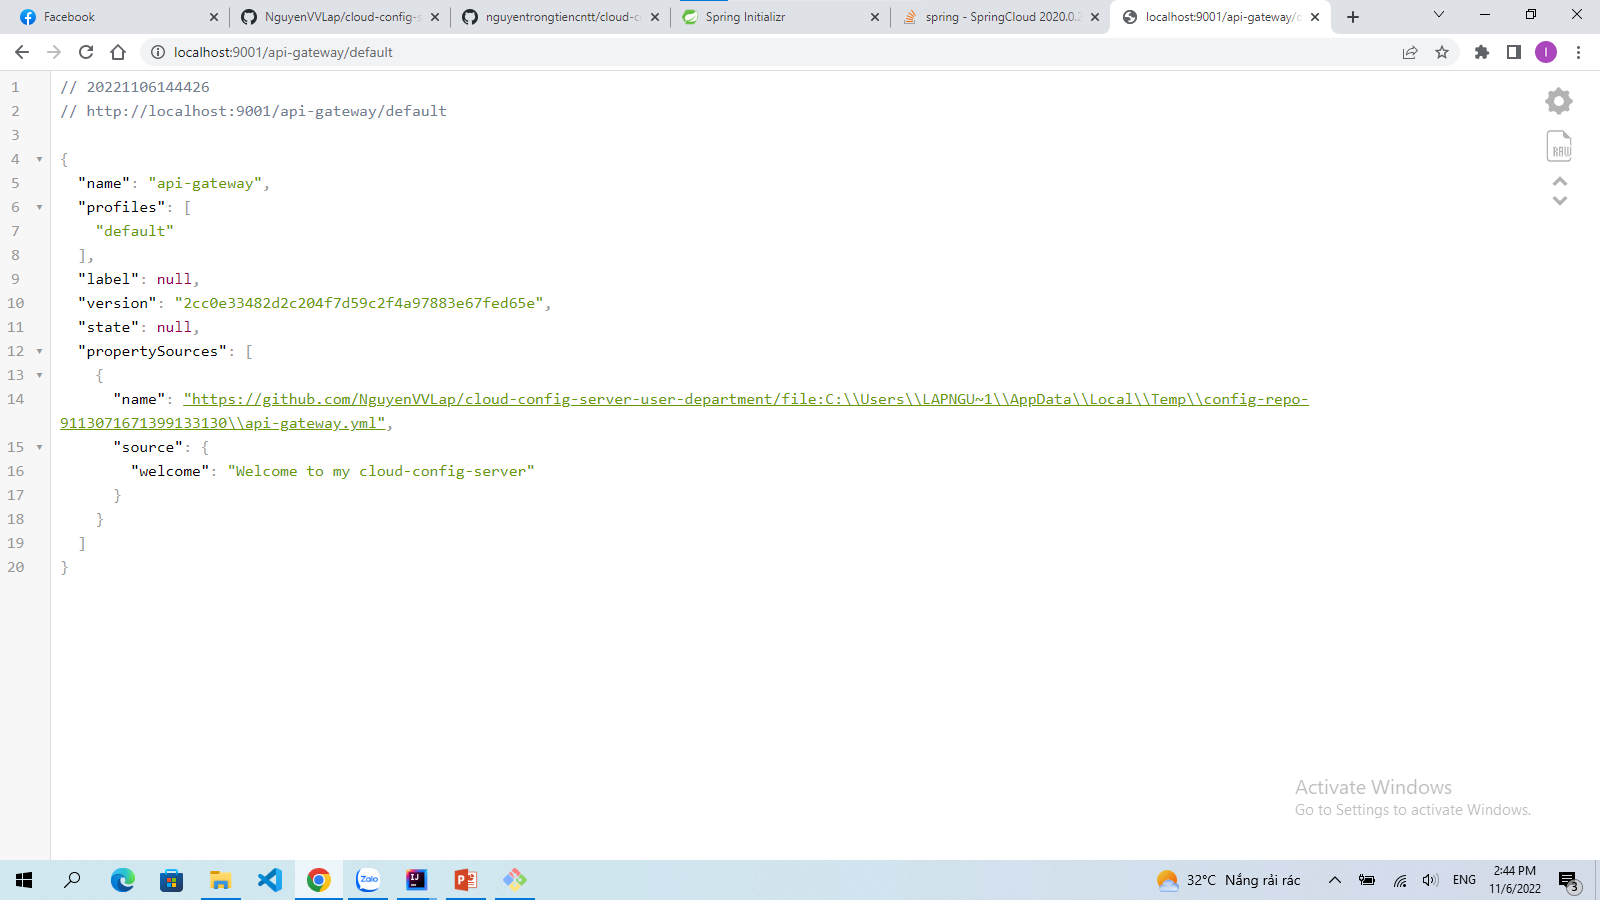 Facebook
NguyenVVLap/cloud-config-s
nguyentrongtiencntt/cloud-c
Spring Initializr
spring - SpringCloud 2020.0.2
localhost:9001/api-gateway/c
localhost:9001/api-gateway/default
I
1 // 20221106144426
2 // http://localhost:9001/api-gateway/default
3
4 {
5 "name": "api-gateway",
6 "profiles": [
7 "default"
8 ],
9 "label": null,
10 "version": "2cc0e33482d2c204f7d59c2f4a97883e67fed65e",
11 "state": null,
12 "propertySources": [
13 {
14 "name": "https://github.com/NguyenVVLap/cloud-config-server-user-department/file:C:\\Users\\LAPNGU~1\\AppData\\Local\\Temp\\config-repo-
9113071671399133130\\api-gateway.yml",
15 "source": {
16 "welcome": "Welcome to my cloud-config-server"
17 }
18 }
19 ]
20 }
RAW
Activate Windows
Go to Settings to activate Windows.
Zalo
IJ
P
32°C Nắng rải rác
ENG
2:44 PM
11/6/2022
3